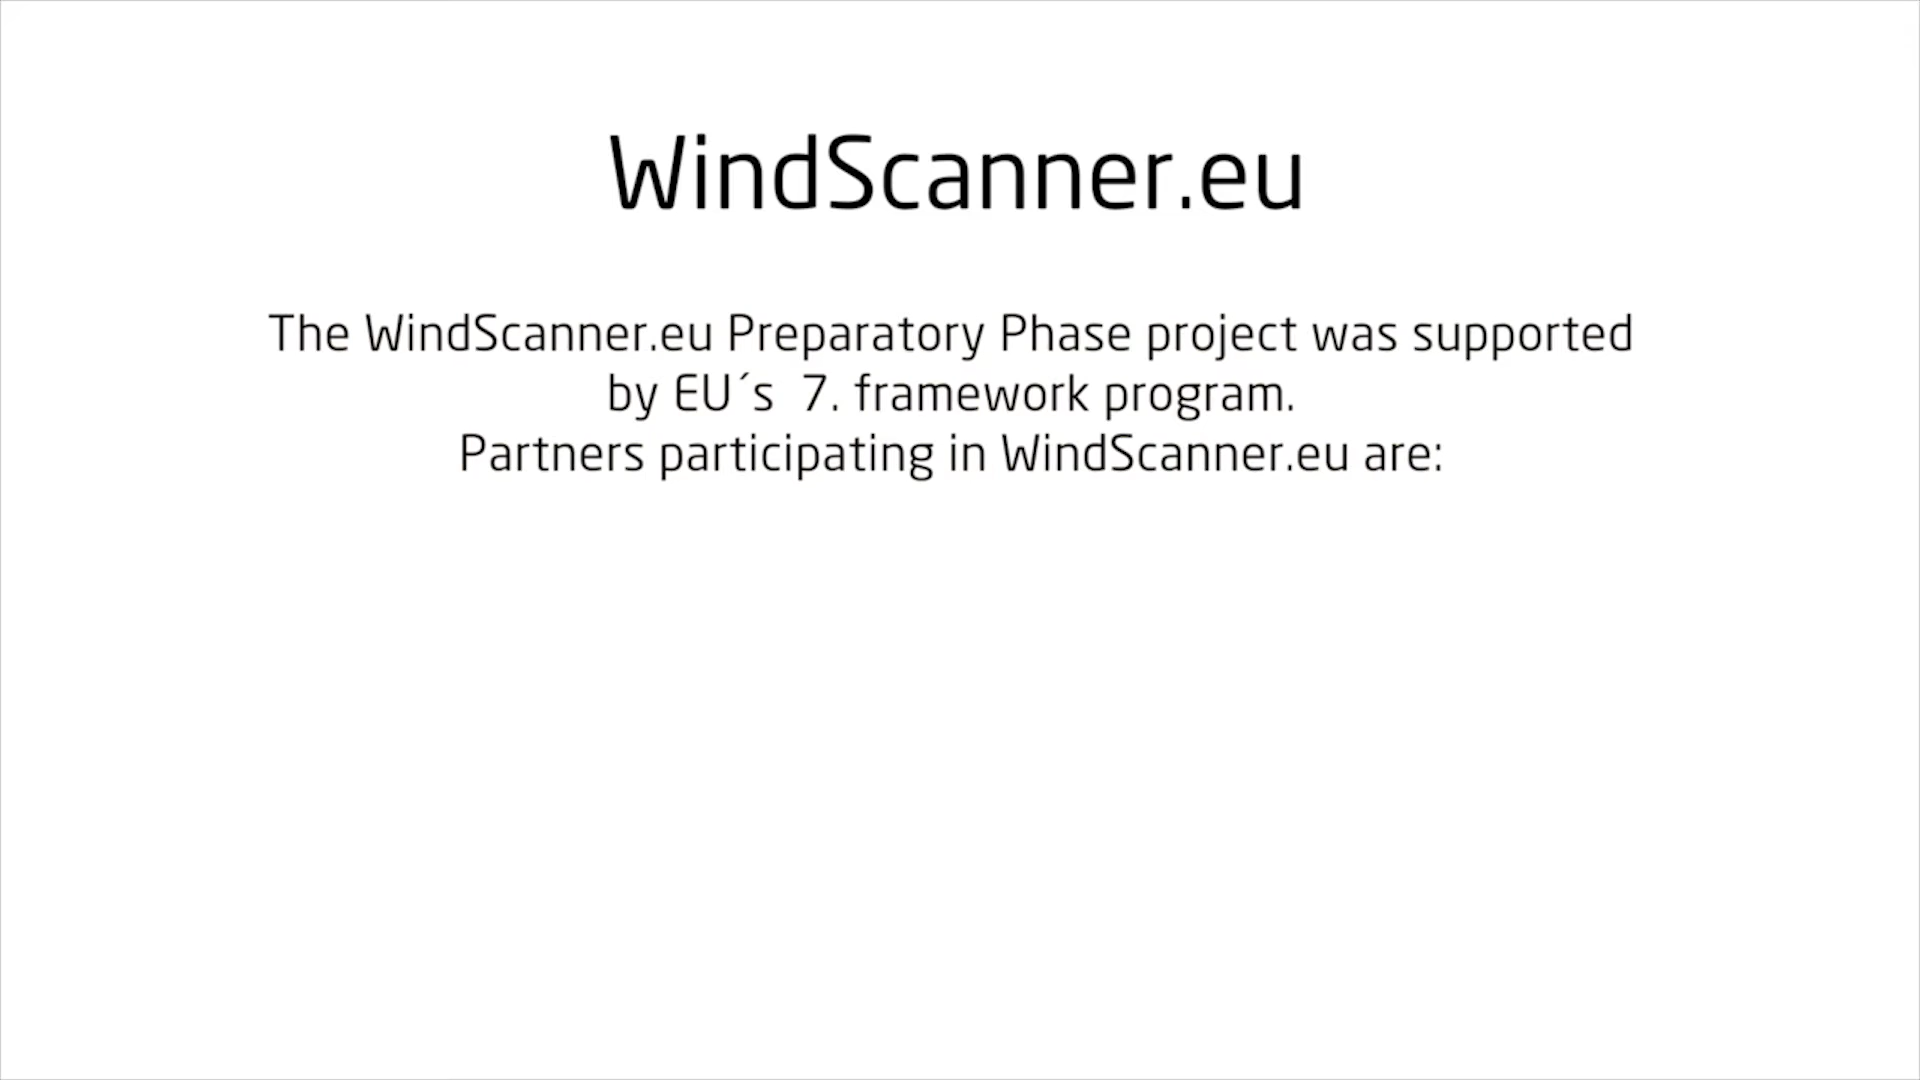 WindScanner.eu
The WindScanner.eu Preparatory Phase project was supported
by EU´s  7. framework program.
Partners participating in WindScanner.eu are: